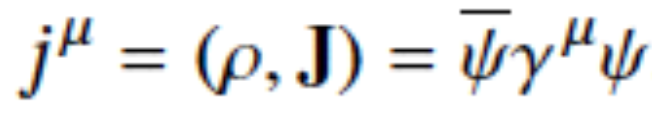 j^μ = (ρ, **J**) = ψ̅γ^μψ